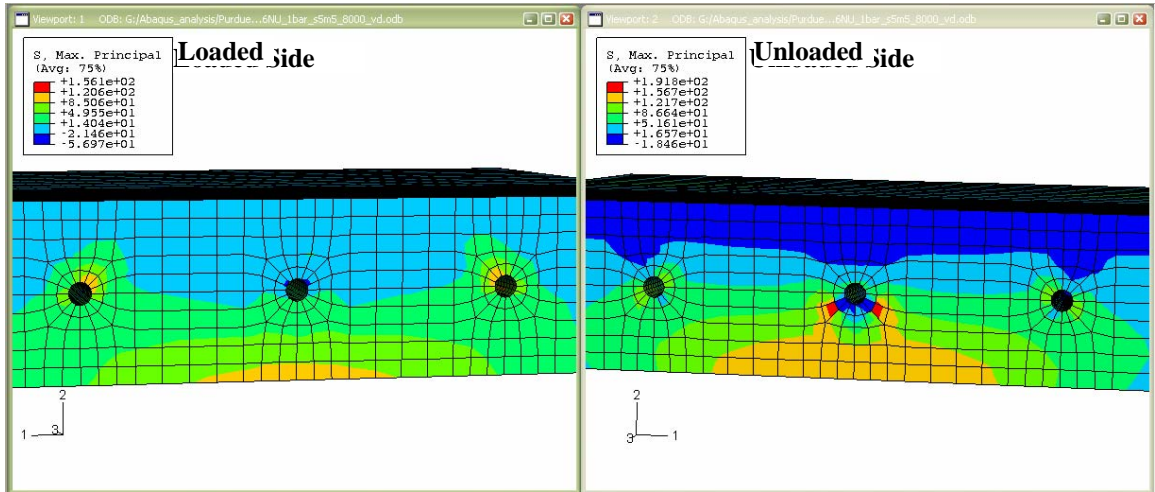 Viewport: 1 ODB: G:/Abaqus_analysis/Purdue...6NU_1bar_s5m5_8000_vd.odb
S, Max. Principal
(Avg: 75%)
+1.561e+02
+1.206e+02
+8.506e+01
+4.955e+01
+1.404e+01
-2.146e+01
-5.697e+01
Loaded Side
2
1
3
Viewport: 2 ODB: G:/Abaqus_analysis/Purdue...6NU_1bar_s5m5_8000_vd.odb
S, Max. Principal
(Avg: 75%)
+1.918e+02
+1.567e+02
+1.217e+02
+8.664e+01
+5.161e+01
+1.657e+01
-1.846e+01
Unloaded Side
2
3
1